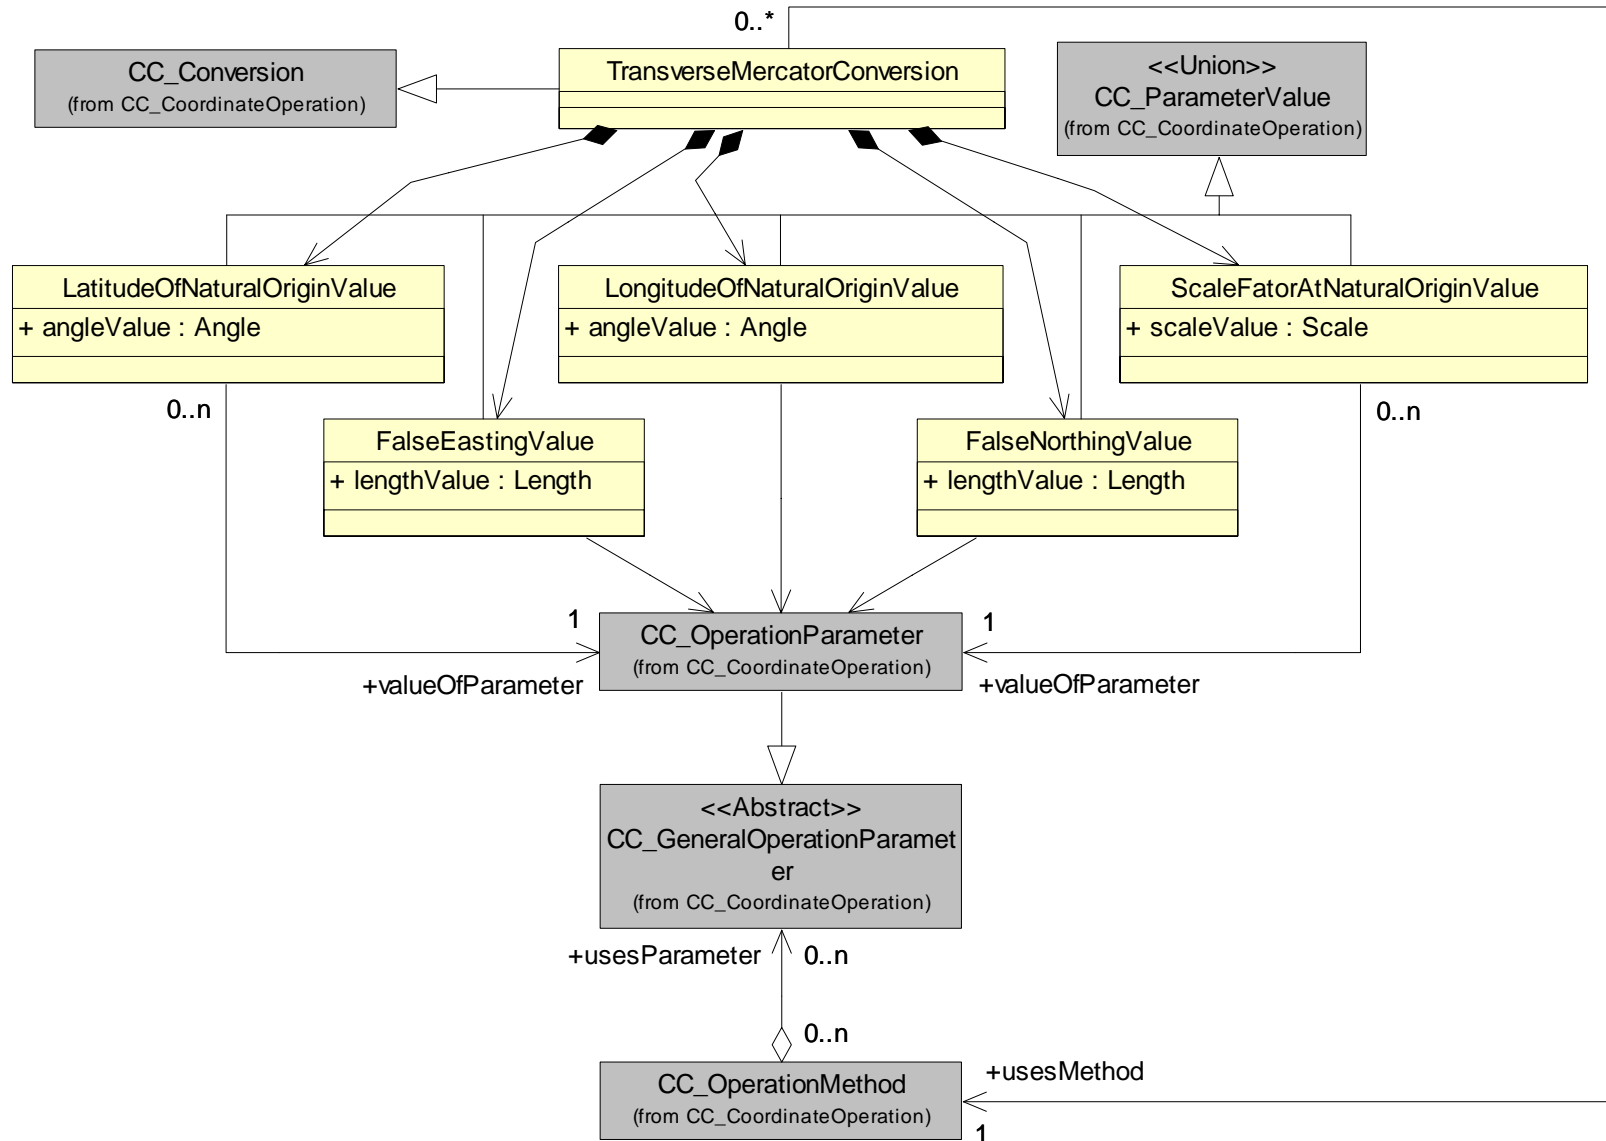 0..*
CC_Conversion
(from CC_CoordinateOperation)
TransverseMercatorConversion
<<Union>>
CC_ParameterValue
(from CC_CoordinateOperation)
LatitudeOfNaturalOriginValue
+ angleValue : Angle
LongitudeOfNaturalOriginValue
+ angleValue : Angle
ScaleFatorAtNaturalOriginValue
+ scaleValue : Scale
0..n
0..n
FalseEastingValue
+ lengthValue : Length
FalseNorthingValue
+ lengthValue : Length
1
CC_OperationParameter
(from CC_CoordinateOperation)
1
+valueOfParameter
+valueOfParameter
<<Abstract>>
CC_GeneralOperationParamet
er
(from CC_CoordinateOperation)
+usesParameter
0..n
0..n
CC_OperationMethod
(from CC_CoordinateOperation)
+usesMethod
1